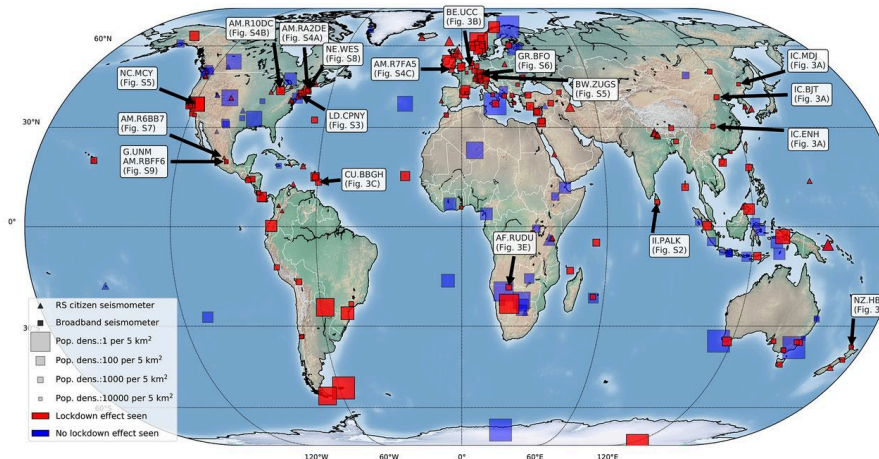 BE.UCC
(Fig. 3B)
AM.R10DC
(Fig. S4B)
AM.RA2DE
(Fig. S4A)
NE.WES
(Fig. S8)
AM.R7FA5
(Fig. S4C)
GR.BFO
(Fig. S6)
IC.MDJ
(Fig. 3A)
NC.MCY
(Fig. S5)
BW.ZUGS
(Fig. S5)
IC.BJT
(Fig. 3A)
AM.R6BB7
(Fig. S7)
LD.CPNY
(Fig. S3)
IC.ENH
(Fig. 3A)
G.UNM
AM.RBFF6
(Fig. S9)
CU.BBGH
(Fig. 3C)
AF.RUDU
(Fig. 3E)
II.PALK
(Fig. S2)
NZ.HB
(Fig. 3
60°N
30°N
0°
30°S
60°S
120°W
60°W
0°
60°E
120°E
RS citizen seismometer
Broadband seismometer
Pop. dens.:1 per 5 km²
Pop. dens.:100 per 5 km²
Pop. dens.:1000 per 5 km²
Pop. dens.:10000 per 5 km²
Lockdown effect seen
No lockdown effect seen